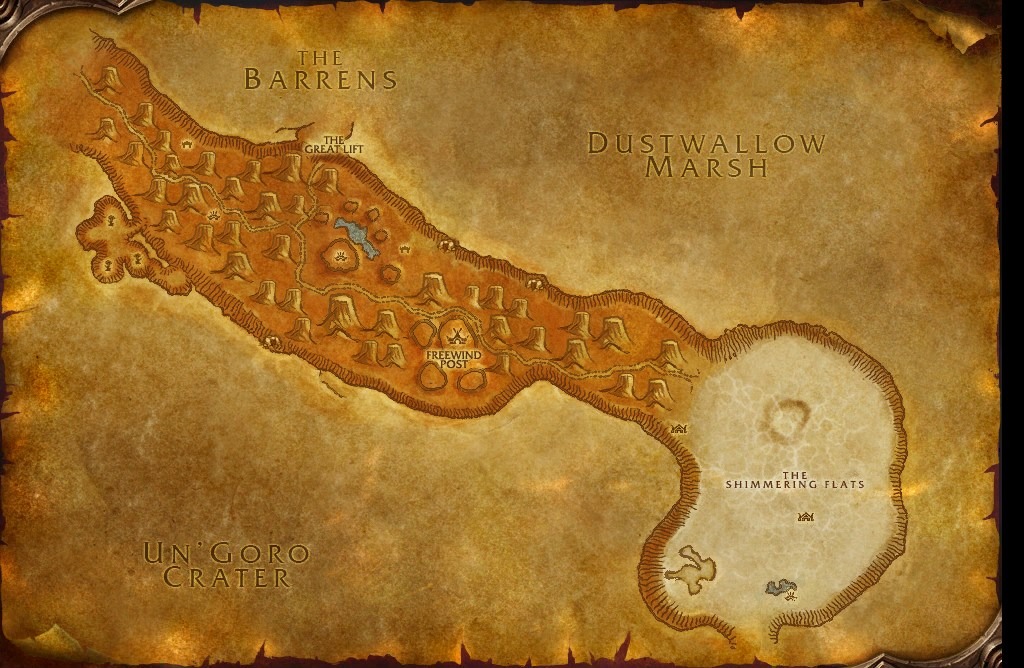 THE
BARRENS
DUSTWALLOW
MARSH
THE
GREAT LIFT
FREEWIND
POST
THE
SHIMMERING FLATS
UN'GORO
CRATER